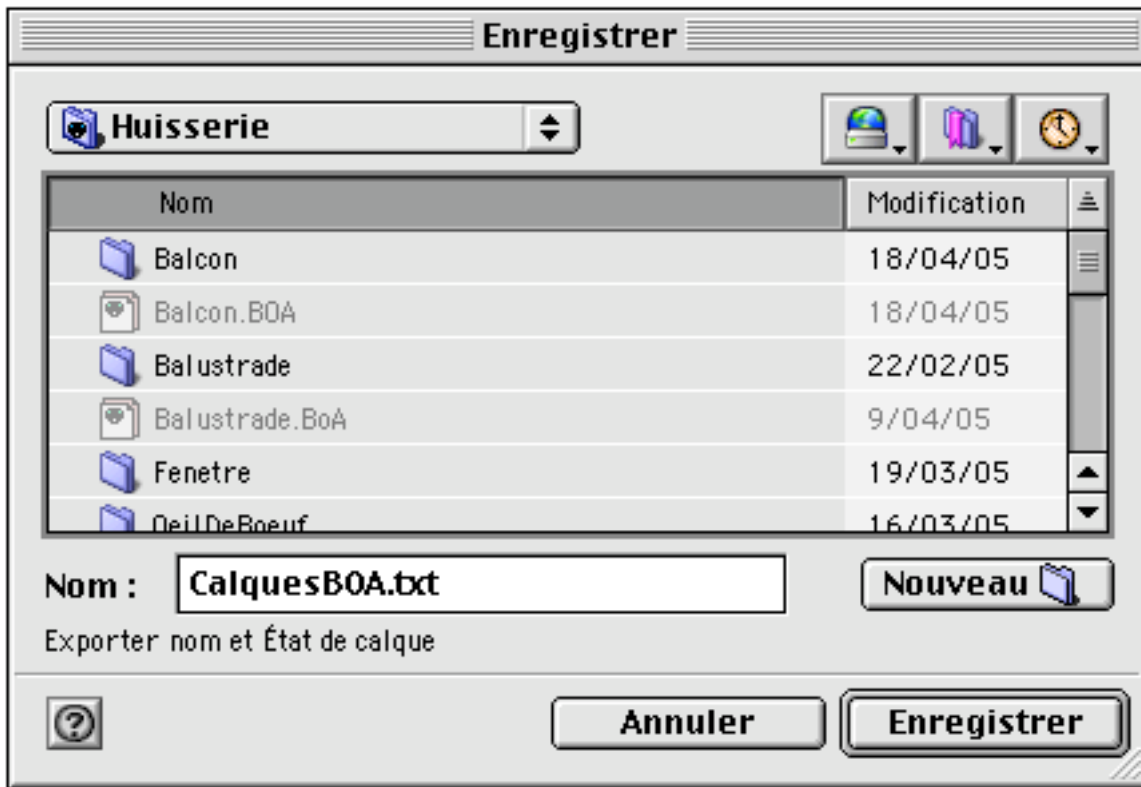 Enregistrer
Huisserie
Nom Modification
Balcon 18/04/05
Balcon.BOA 18/04/05
Balustrade 22/02/05
Balustrade.BoA 9/04/05
Fenetre 19/03/05
OeilDeBoeuf 16/03/05
Nom : CalquesBOA.txt Nouveau
Exporter nom et État de calque
? Annuler Enregistrer